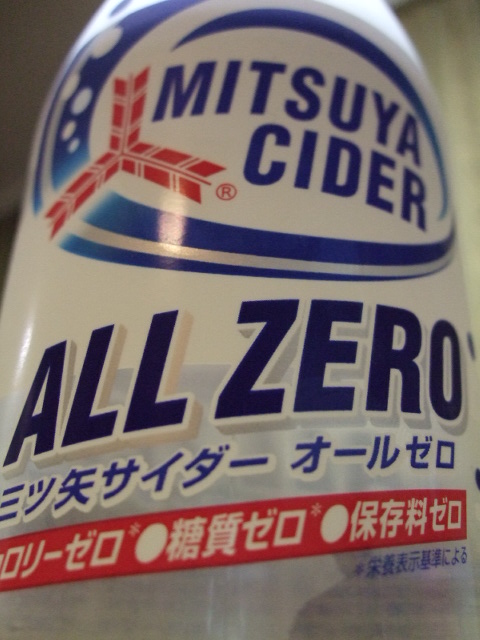 MITSUYA
CIDER
®
ALL ZERO
三ツ矢サイダー オールゼロ
ロリーゼロ* ●糖質ゼロ* ●保存料ゼロ
*栄養表示基準による